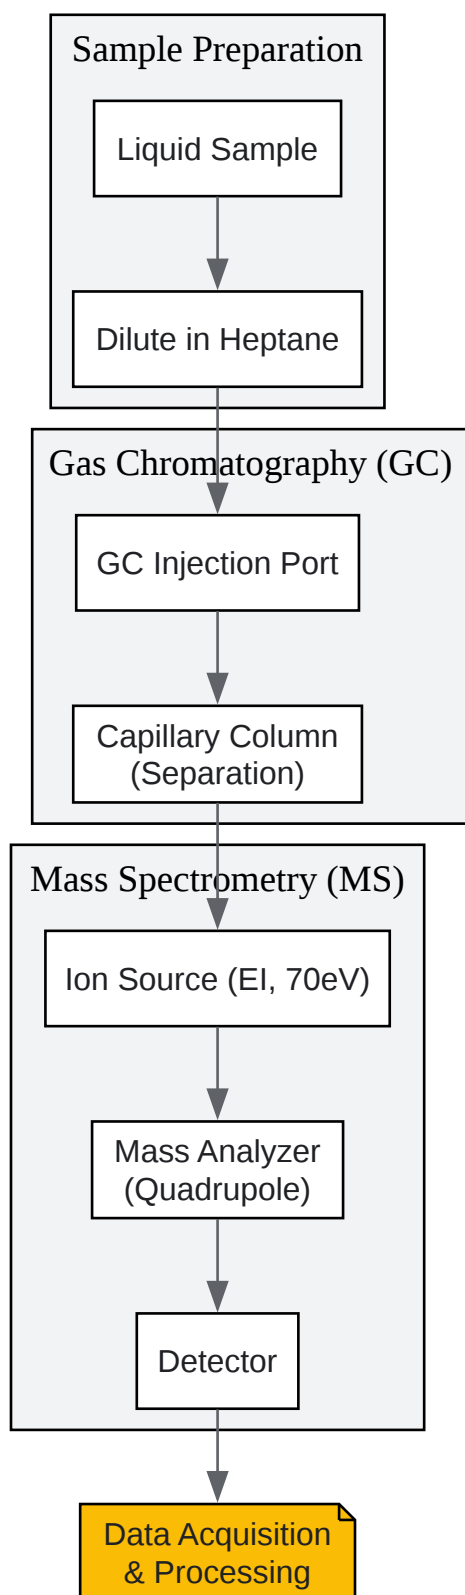 Sample Preparation
Liquid Sample
Dilute in Heptane
Gas Chromatography (GC)
GC Injection Port
Capillary Column
(Separation)
Mass Spectrometry (MS)
Ion Source (EI, 70eV)
Mass Analyzer
(Quadrupole)
Detector
Data Acquisition
& Processing